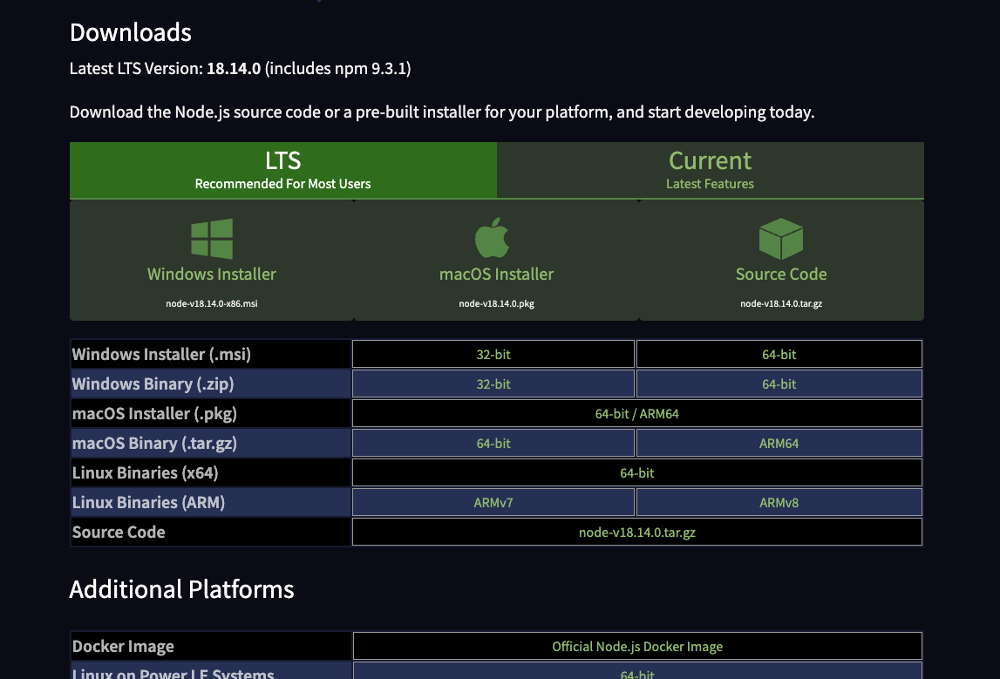 Downloads
Latest LTS Version: 18.14.0 (includes npm 9.3.1)
Download the Node.js source code or a pre-built installer for your platform, and start developing today.
LTS
Recommended For Most Users
Current
Latest Features
Windows Installer
node-v18.14.0-x86.msi
macOS Installer
node-v18.14.0.pkg
Source Code
node-v18.14.0.tar.gz
Windows Installer (.msi) 32-bit 64-bit
Windows Binary (.zip) 32-bit 64-bit
macOS Installer (.pkg) 64-bit / ARM64
macOS Binary (.tar.gz) 64-bit ARM64
Linux Binaries (x64) 64-bit
Linux Binaries (ARM) ARMv7 ARMv8
Source Code node-v18.14.0.tar.gz
Additional Platforms
Docker Image Official Node.js Docker Image
Linux on Power LE Systems 64-bit